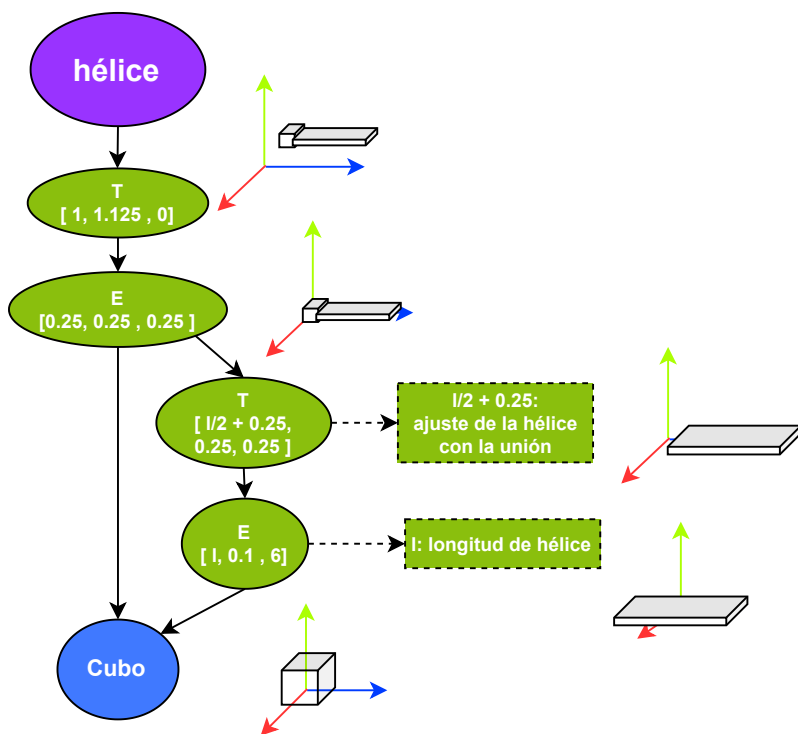 hélice
T
[ 1, 1.125 , 0]
E
[0.25, 0.25 , 0.25 ]
T
[ l/2 + 0.25,
0.25, 0.25 ]
l/2 + 0.25:
ajuste de la hélice
con la unión
E
[ l, 0.1 , 6]
l: longitud de hélice
Cubo